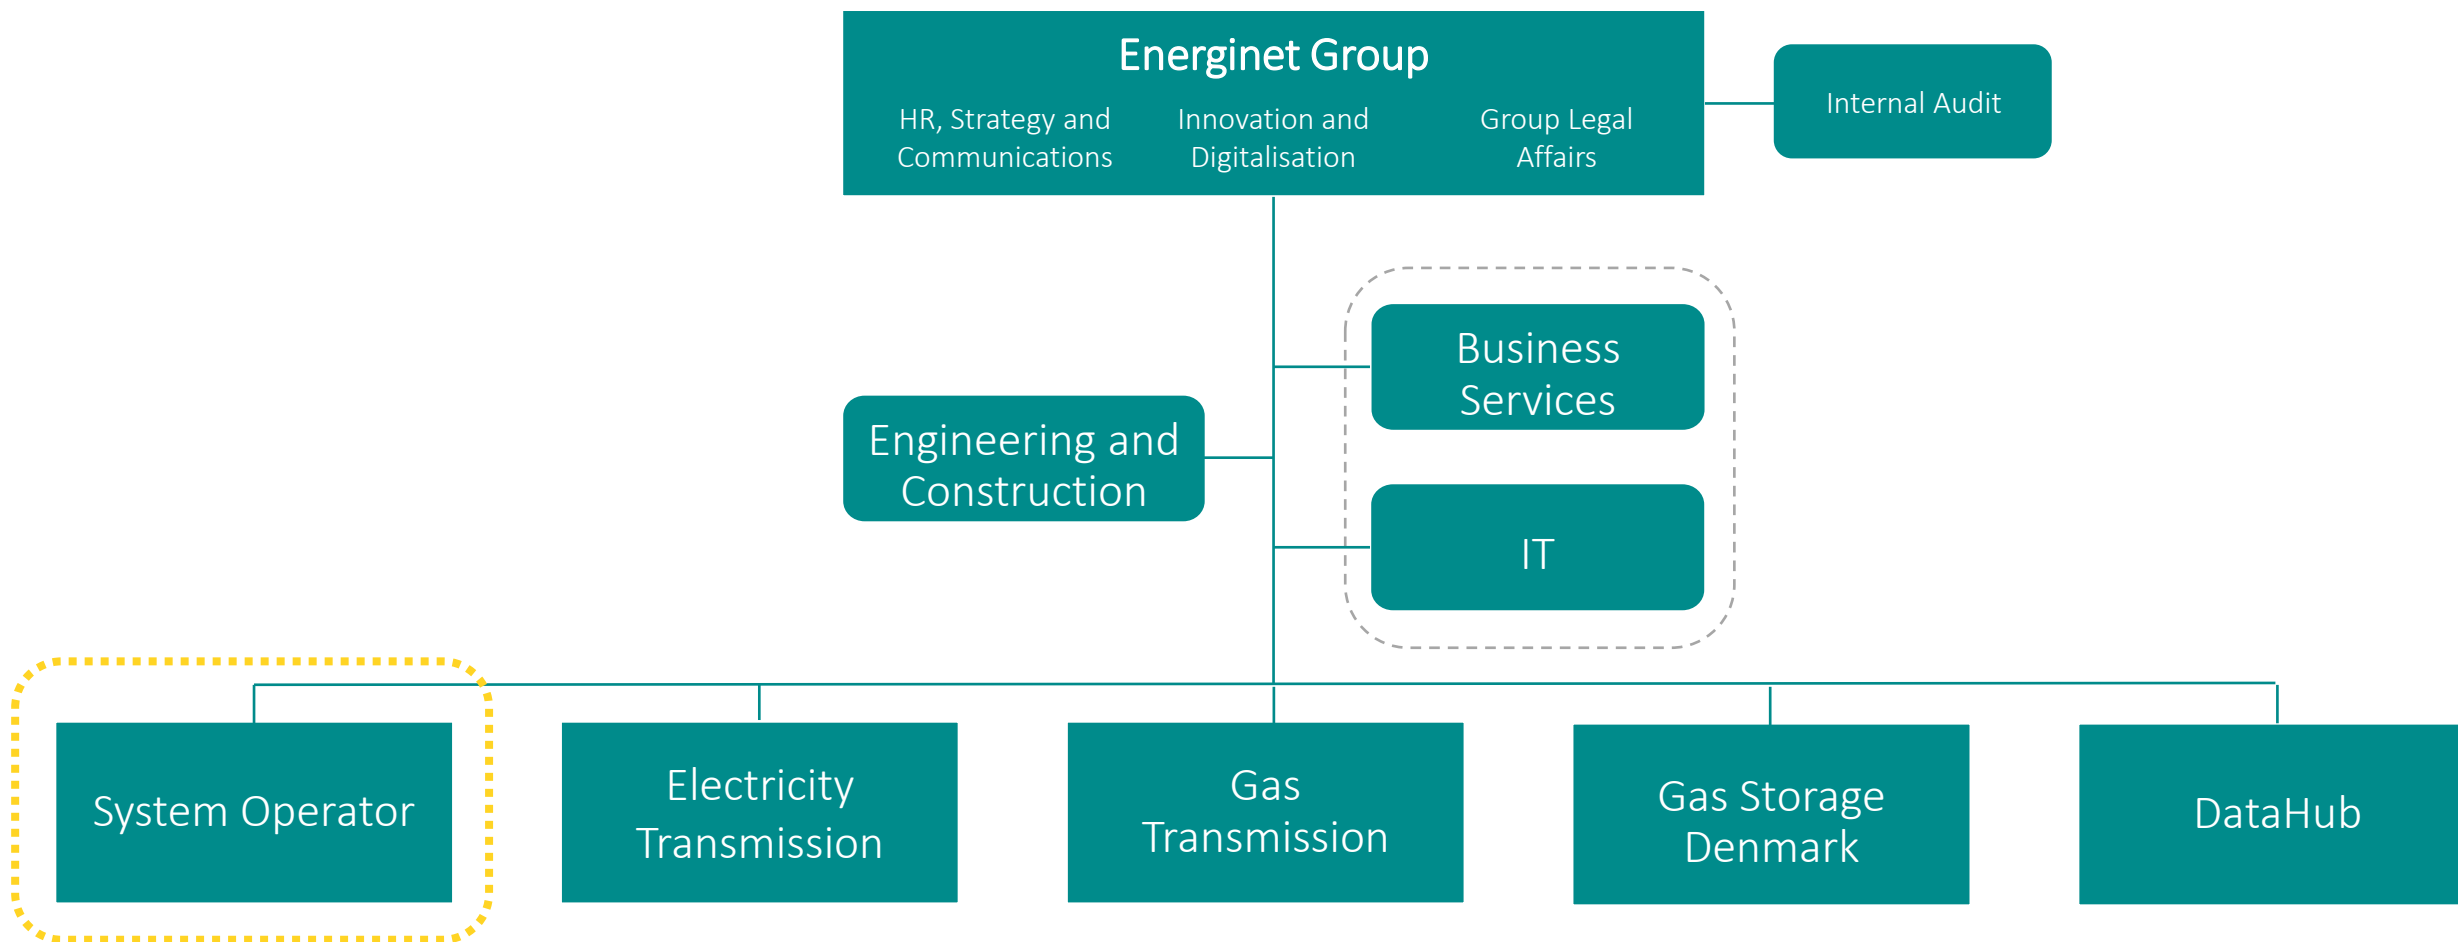 Energinet Group
HR, Strategy and
Communications
Innovation and
Digitalisation
Group Legal
Affairs
Internal Audit
Business
Services
Engineering and
Construction
IT
System Operator
Electricity
Transmission
Gas
Transmission
Gas Storage
Denmark
DataHub